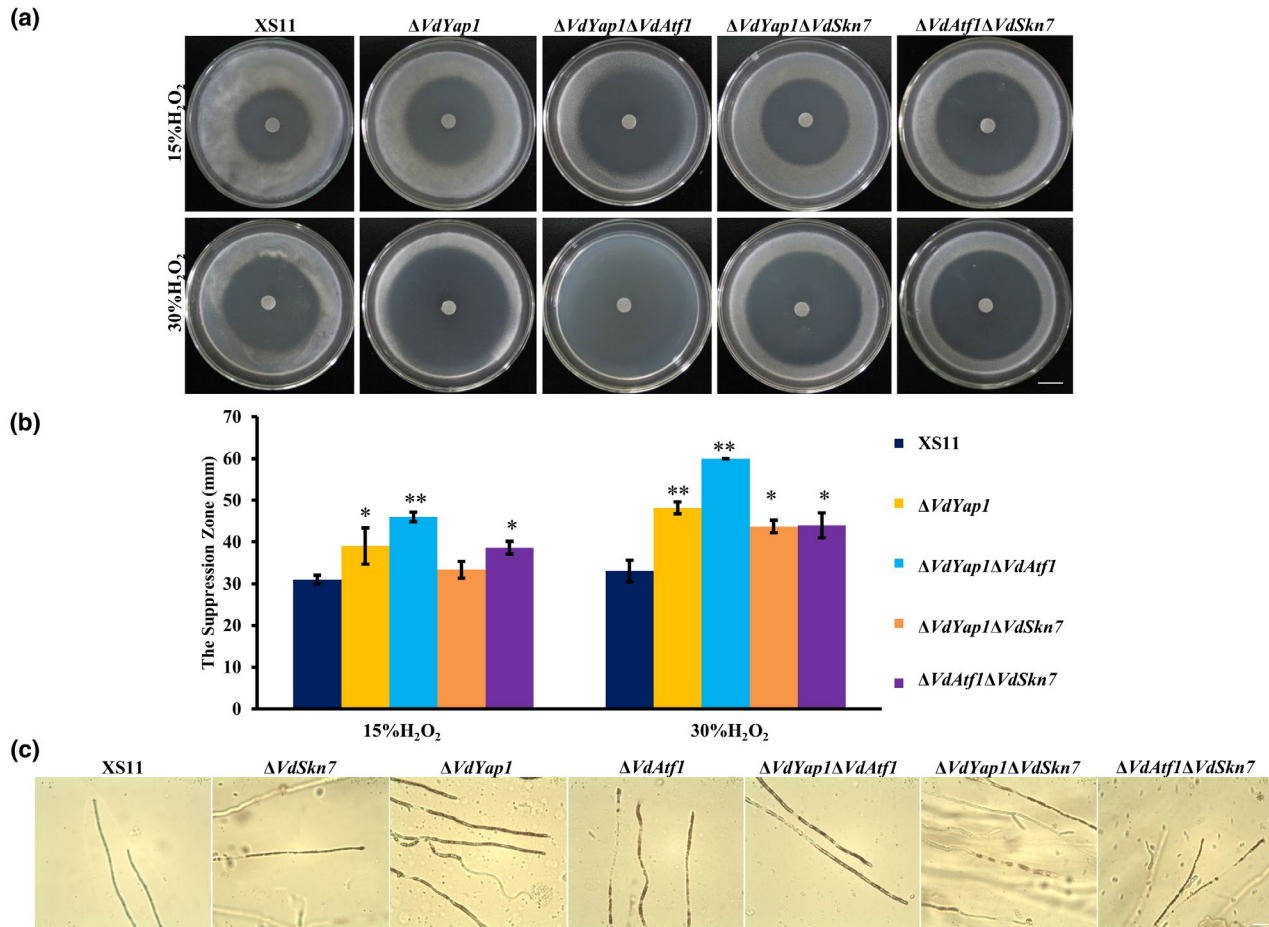 (a)
XS11 ΔVdYap1 ΔVdYap1ΔVdAtf1 ΔVdYap1ΔVdSkn7 ΔVdAtf1ΔVdSkn7
15%H₂O₂
30%H₂O₂
(b)
The Suppression Zone (mm)
70
60
50
40
30
20
10
0
* ** *
** ** * *
15%H₂O₂ 30%H₂O₂
XS11
ΔVdYap1
ΔVdYap1ΔVdAtf1
ΔVdYap1ΔVdSkn7
ΔVdAtf1ΔVdSkn7
(c)
XS11 ΔVdSkn7 ΔVdYap1 ΔVdAtf1 ΔVdYap1ΔVdAtf1 ΔVdYap1ΔVdSkn7 ΔVdAtf1ΔVdSkn7